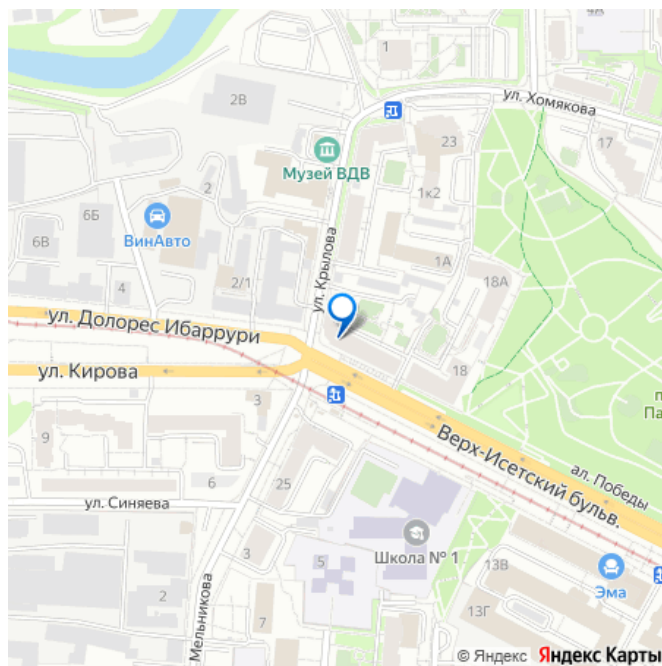 4А
1
2В
ул. Хомякова
23
17
Музей ВДВ
1к2
2
6Б
6В
ВинАвто
ул. Крылова
1А
18А
2/1
4
ул. Долорес Ибаррури
ул. Кирова
18
п
Па
3
9
Верх-Исетский бульв.
ал. Победы
6
25
ул. Синяева
Школа № 1
3
5
13В
Эма
2
Мельникова
7
13Г
© Яндекс Яндекс Карты